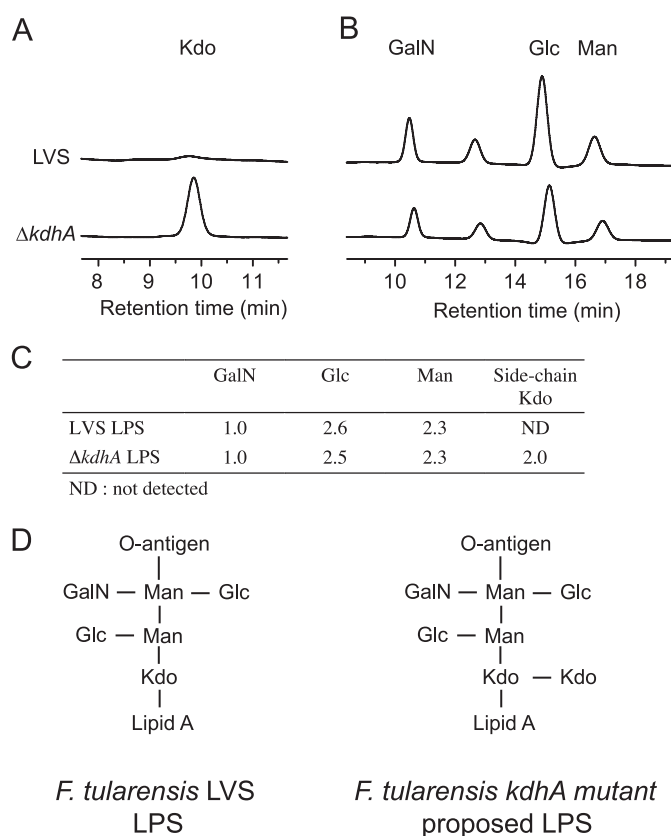 A
Kdo
LVS
ΔkdhA
8 9 10 11
Retention time (min)
B
GalN Glc Man
10 12 14 16 18
Retention time (min)
C
GalN Glc Man Side-chain
Kdo
LVS LPS 1.0 2.6 2.3 ND
ΔkdhA LPS 1.0 2.5 2.3 2.0
ND : not detected
D
O-antigen
GalN Man Glc
Glc Man
Kdo
Lipid A
F. tularensis LVS
LPS
O-antigen
GalN Man Glc
Glc Man
Kdo Kdo
Lipid A
F. tularensis kdhA mutant
proposed LPS